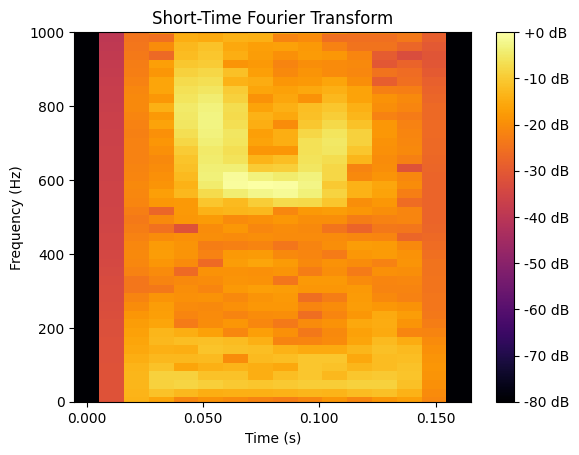 Short-Time Fourier Transform
1000
800
600
400
200
0
Frequency (Hz)
0.000
0.050
0.100
0.150
Time (s)
+0 dB
-10 dB
-20 dB
-30 dB
-40 dB
-50 dB
-60 dB
-70 dB
-80 dB